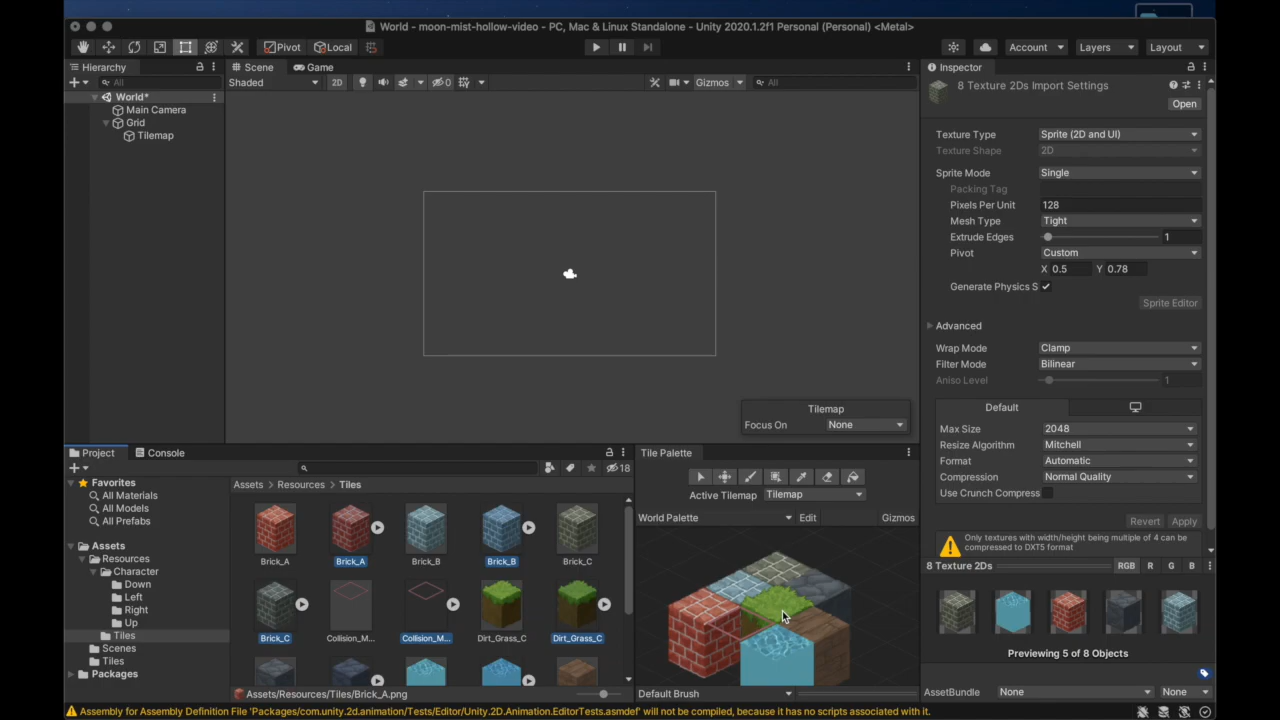 World - moon-mist-hollow-video - PC, Mac & Linux Standalone - Unity 2020.1.2f1 Personal (Personal) <Metal>
Pivot Local Account Layers Layout
Hierarchy Scene Game Inspector
All Shaded 2D 0 Gizmos All
World*
Main Camera
Grid
Tilemap
8 Texture 2Ds Import Settings
Open
Texture Type Sprite (2D and UI)
Texture Shape 2D
Sprite Mode Single
Packing Tag
Pixels Per Unit 128
Mesh Type Tight
Extrude Edges 1
Pivot Custom
X 0.5 Y 0.78
Generate Physics S
Sprite Editor
Advanced
Wrap Mode Clamp
Filter Mode Bilinear
Aniso Level 1
Default
Max Size 2048
Resize Algorithm Mitchell
Format Automatic
Compression Normal Quality
Use Crunch Compress
Revert Apply
Only textures with width/height being multiple of 4 can be
compressed to DXT5 format
8 Texture 2Ds RGB R G B
Previewing 5 of 8 Objects
AssetBundle None None
Tilemap
Focus On None
Project Console
18
Favorites
All Materials
All Models
All Prefabs
Assets
Resources
Character
Down
Left
Right
Up
Tiles
Scenes
Tiles
Packages
Assets Resources Tiles
Brick_A Brick_A Brick_B Brick_B Brick_C
Brick_C Collision_M... Collision_M... Dirt_Grass_C Dirt_Grass_C
Assets/Resources/Tiles/Brick_A.png
Tile Palette
Active Tilemap Tilemap
World Palette Edit Gizmos
Default Brush
Assembly for Assembly Definition File 'Packages/com.unity.2d.animation/Tests/Editor/Unity.2D.Animation.EditorTests.asmdef' will not be compiled, because it has no scripts associated with it.